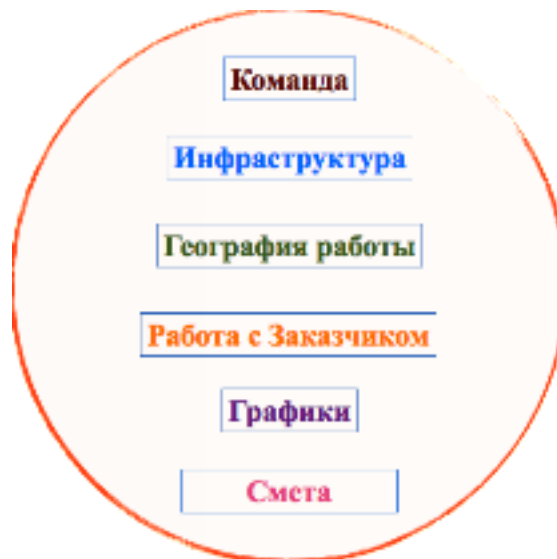 Команда
Инфраструктура
География работы
Работа с Заказчиком
Графики
Смета